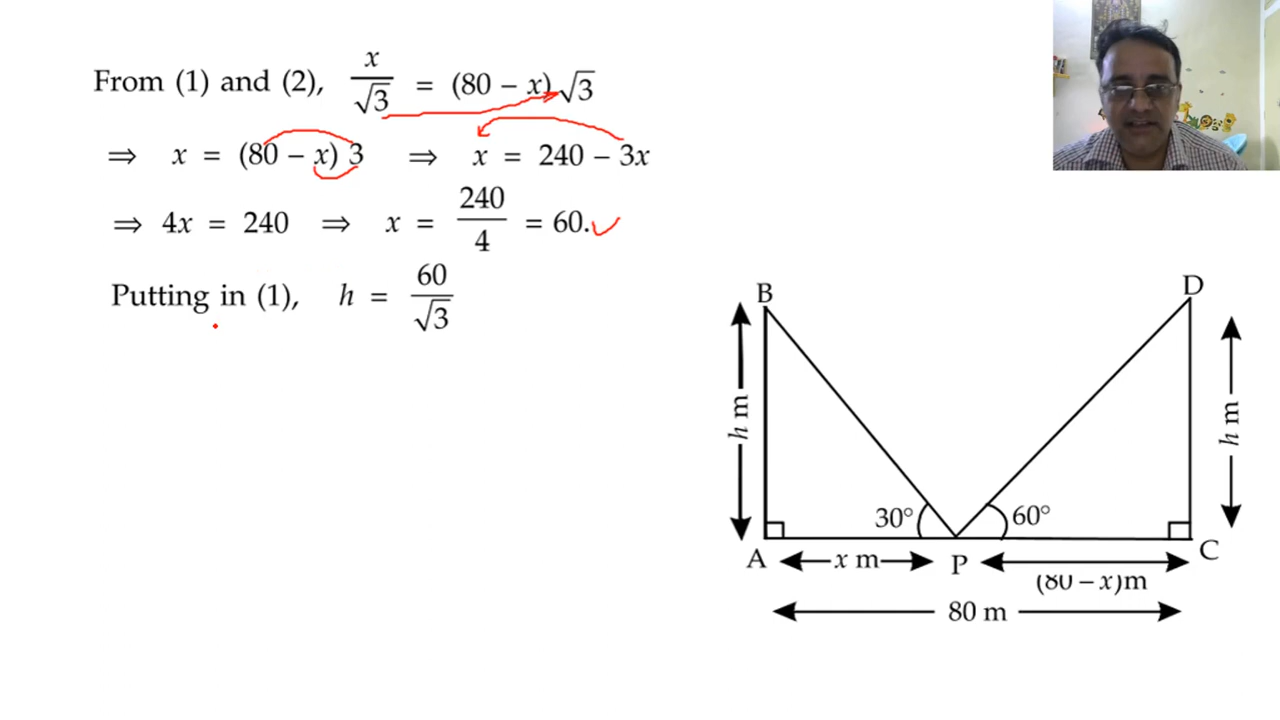 From (1) and (2), x/√3 = (80 – x) √3
⇒ x = (80 – x) 3 ⇒ x = 240 – 3x
⇒ 4x = 240 ⇒ x = 240/4 = 60.
Putting in (1), h = 60/√3
B
D
h m
h m
30°
60°
A
x m
P
(80 – x)m
C
80 m